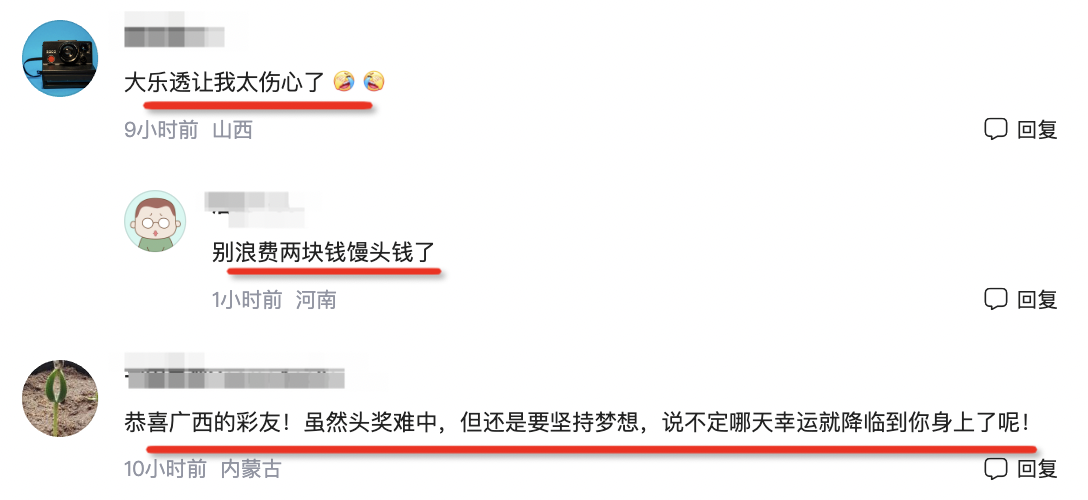 大乐透让我太伤心了
9小时前 山西
回复
别浪费两块钱馒头钱了
1小时前 河南
回复
恭喜广西的彩友！虽然头奖难中，但还是要坚持梦想，说不定哪天幸运就降临到你身上了呢！
10小时前 内蒙古
回复